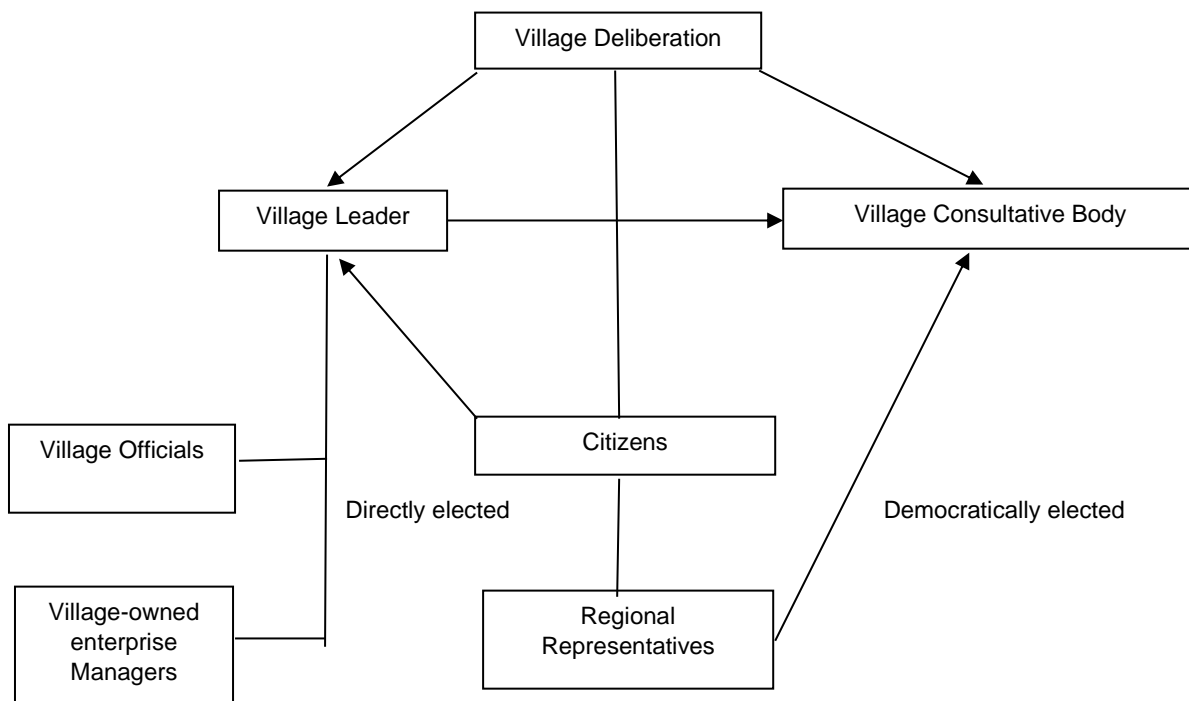 Village Deliberation
Village Leader
Village Consultative Body
Village Officials
Citizens
Directly elected
Democratically elected
Village-owned
enterprise
Managers
Regional
Representatives